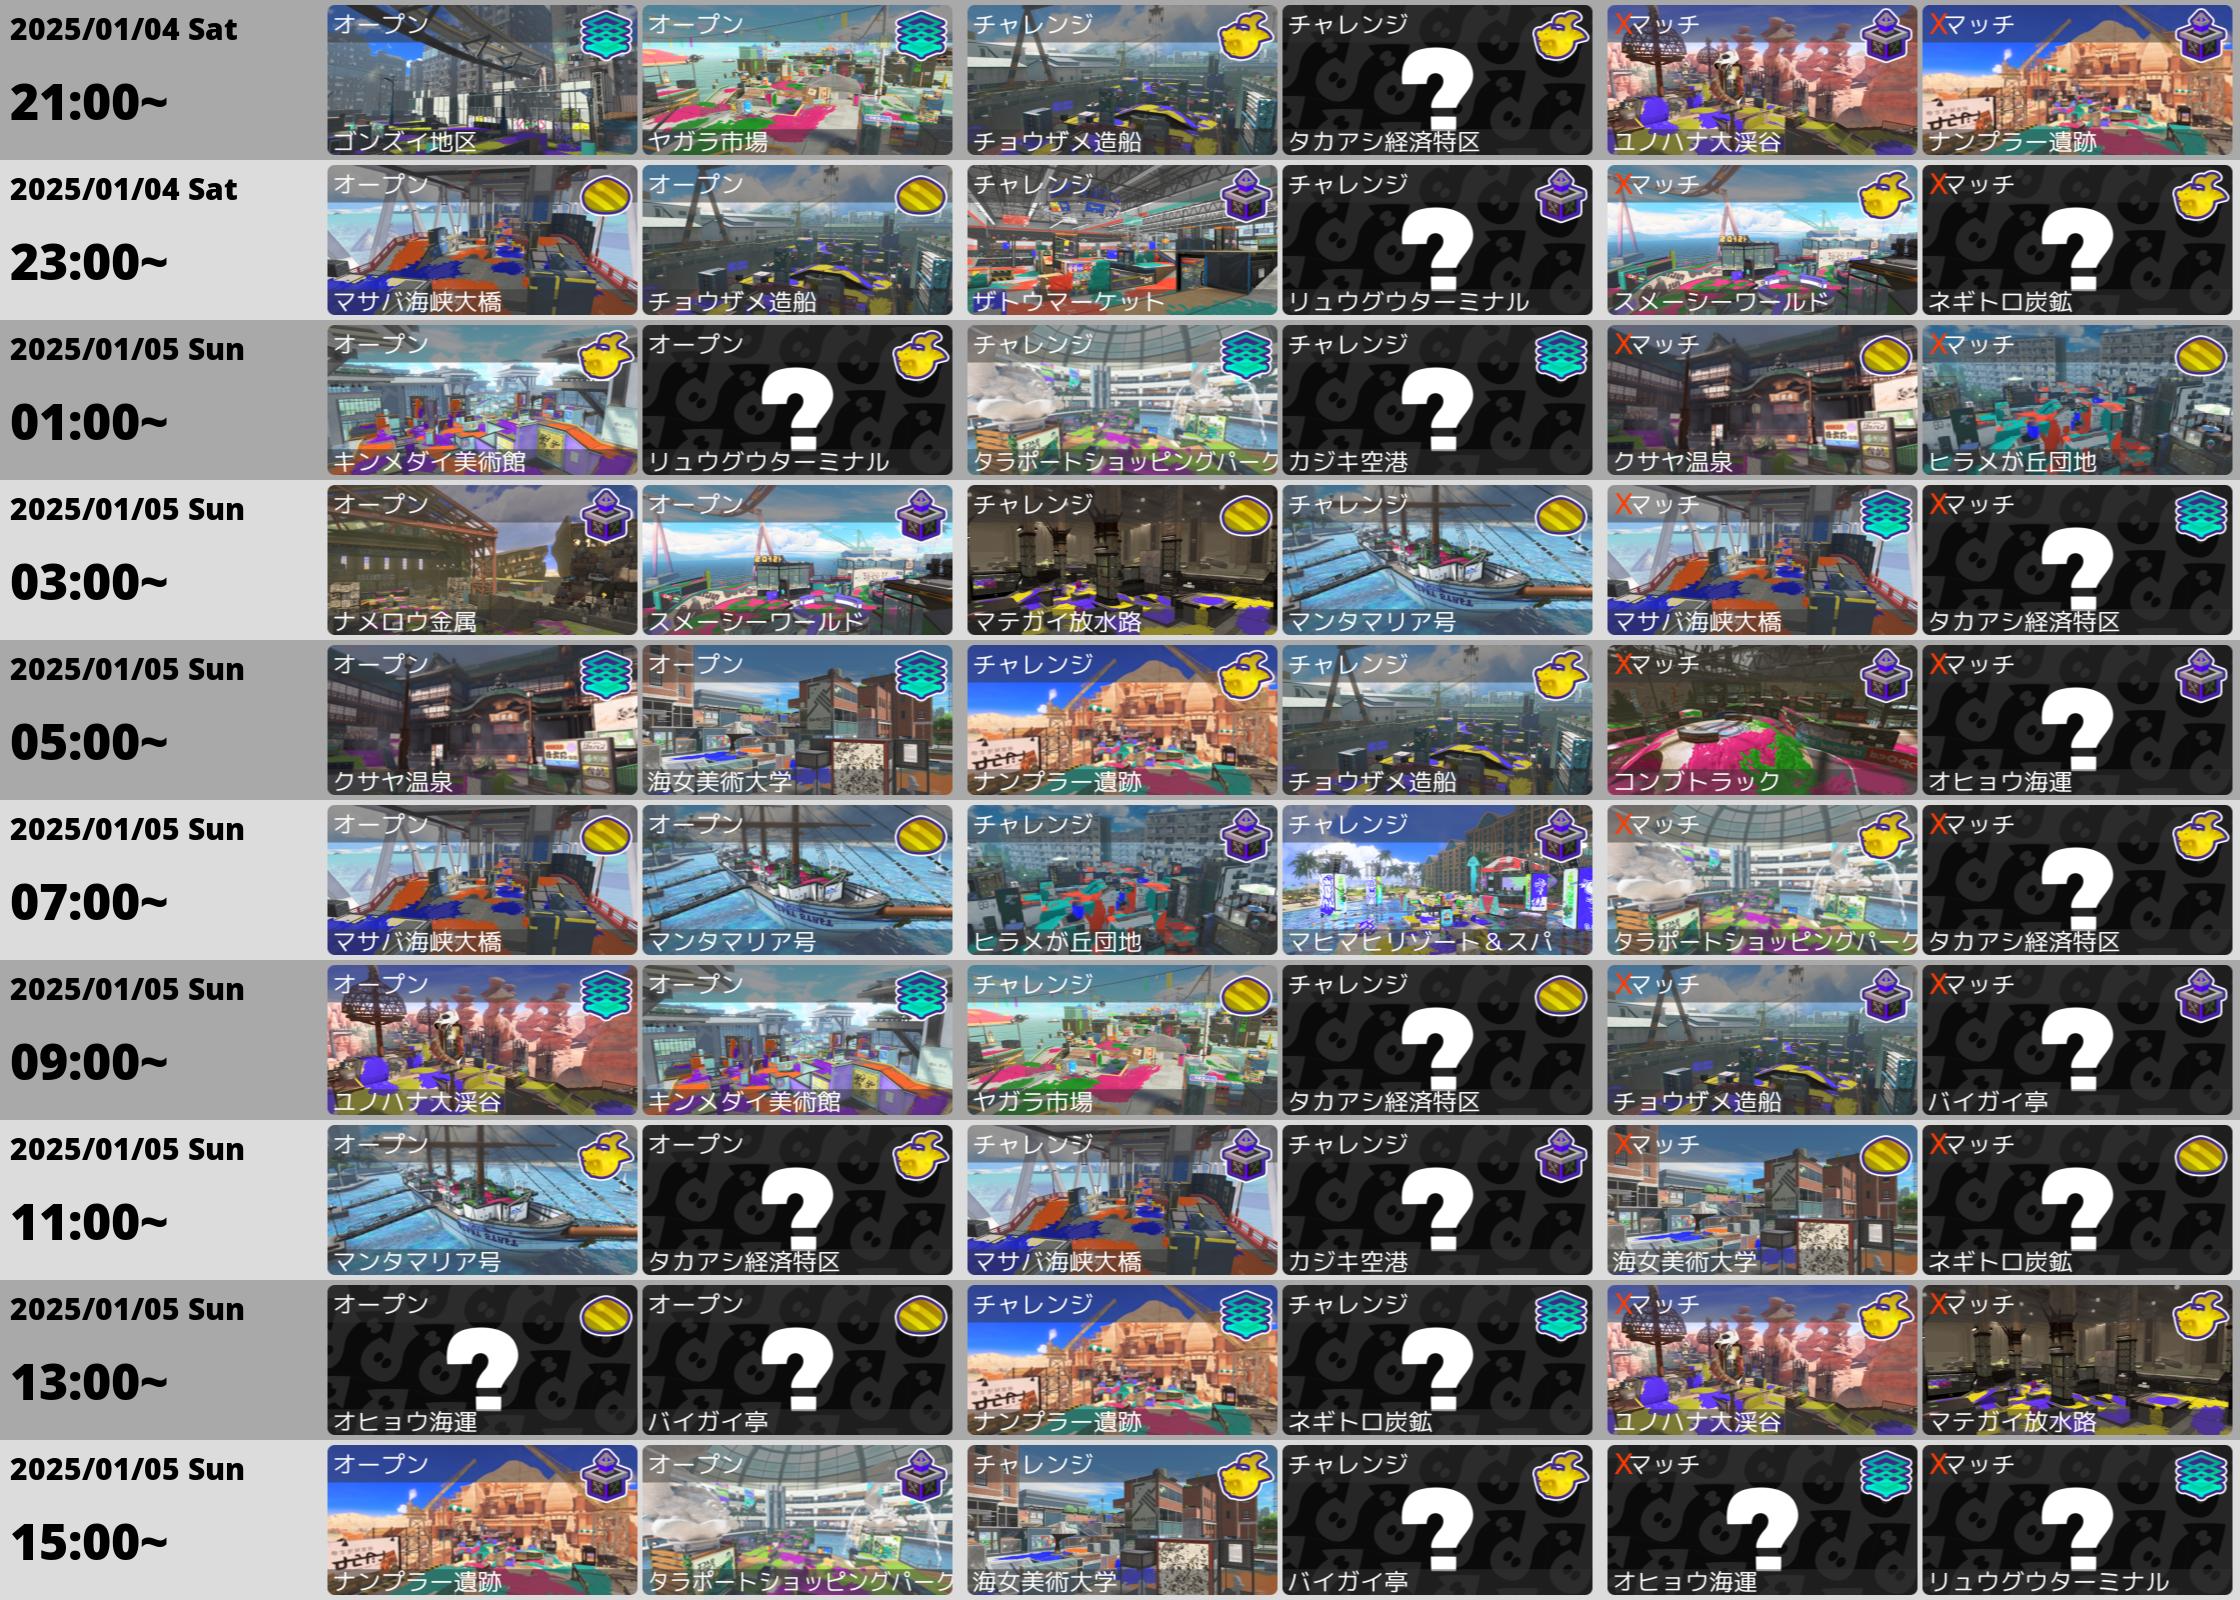 2025/01/04 Sat
21:00~
オープン
ゴンズイ地区
オープン
ヤガラ市場
チャレンジ
チョウザメ造船
チャレンジ
タカアシ経済特区
Xマッチ
ユノハナ大渓谷
Xマッチ
ナンプラー遺跡
2025/01/04 Sat
23:00~
オープン
マサバ海峡大橋
オープン
チョウザメ造船
チャレンジ
ザトウマーケット
チャレンジ
リュウグウターミナル
Xマッチ
スメーシーワールド
Xマッチ
ネギトロ炭鉱
2025/01/05 Sun
01:00~
オープン
キンメダイ美術館
オープン
リュウグウターミナル
チャレンジ
タラポートショッピングパーク
チャレンジ
カジキ空港
Xマッチ
クサヤ温泉
Xマッチ
ヒラメが丘団地
2025/01/05 Sun
03:00~
オープン
ナメロウ金属
オープン
スメーシーワールド
チャレンジ
マテガイ放水路
チャレンジ
マンタマリア号
Xマッチ
マサバ海峡大橋
Xマッチ
タカアシ経済特区
2025/01/05 Sun
05:00~
オープン
クサヤ温泉
オープン
海女美術大学
チャレンジ
ナンプラー遺跡
チャレンジ
チョウザメ造船
Xマッチ
コンブトラック
Xマッチ
オヒョウ海運
2025/01/05 Sun
07:00~
オープン
マサバ海峡大橋
オープン
マンタマリア号
チャレンジ
ヒラメが丘団地
チャレンジ
マヒマヒリゾート＆スパ
Xマッチ
タラポートショッピングパーク
Xマッチ
タカアシ経済特区
2025/01/05 Sun
09:00~
オープン
ユノハナ大渓谷
オープン
キンメダイ美術館
チャレンジ
ヤガラ市場
チャレンジ
タカアシ経済特区
Xマッチ
チョウザメ造船
Xマッチ
バイガイ亭
2025/01/05 Sun
11:00~
オープン
マンタマリア号
オープン
タカアシ経済特区
チャレンジ
マサバ海峡大橋
チャレンジ
カジキ空港
Xマッチ
海女美術大学
Xマッチ
ネギトロ炭鉱
2025/01/05 Sun
13:00~
オープン
オヒョウ海運
オープン
バイガイ亭
チャレンジ
ナンプラー遺跡
チャレンジ
ネギトロ炭鉱
Xマッチ
ユノハナ大渓谷
Xマッチ
マテガイ放水路
2025/01/05 Sun
15:00~
オープン
ナンプラー遺跡
オープン
タラポートショッピングパーク
チャレンジ
海女美術大学
チャレンジ
バイガイ亭
Xマッチ
オヒョウ海運
Xマッチ
リュウグウターミナル